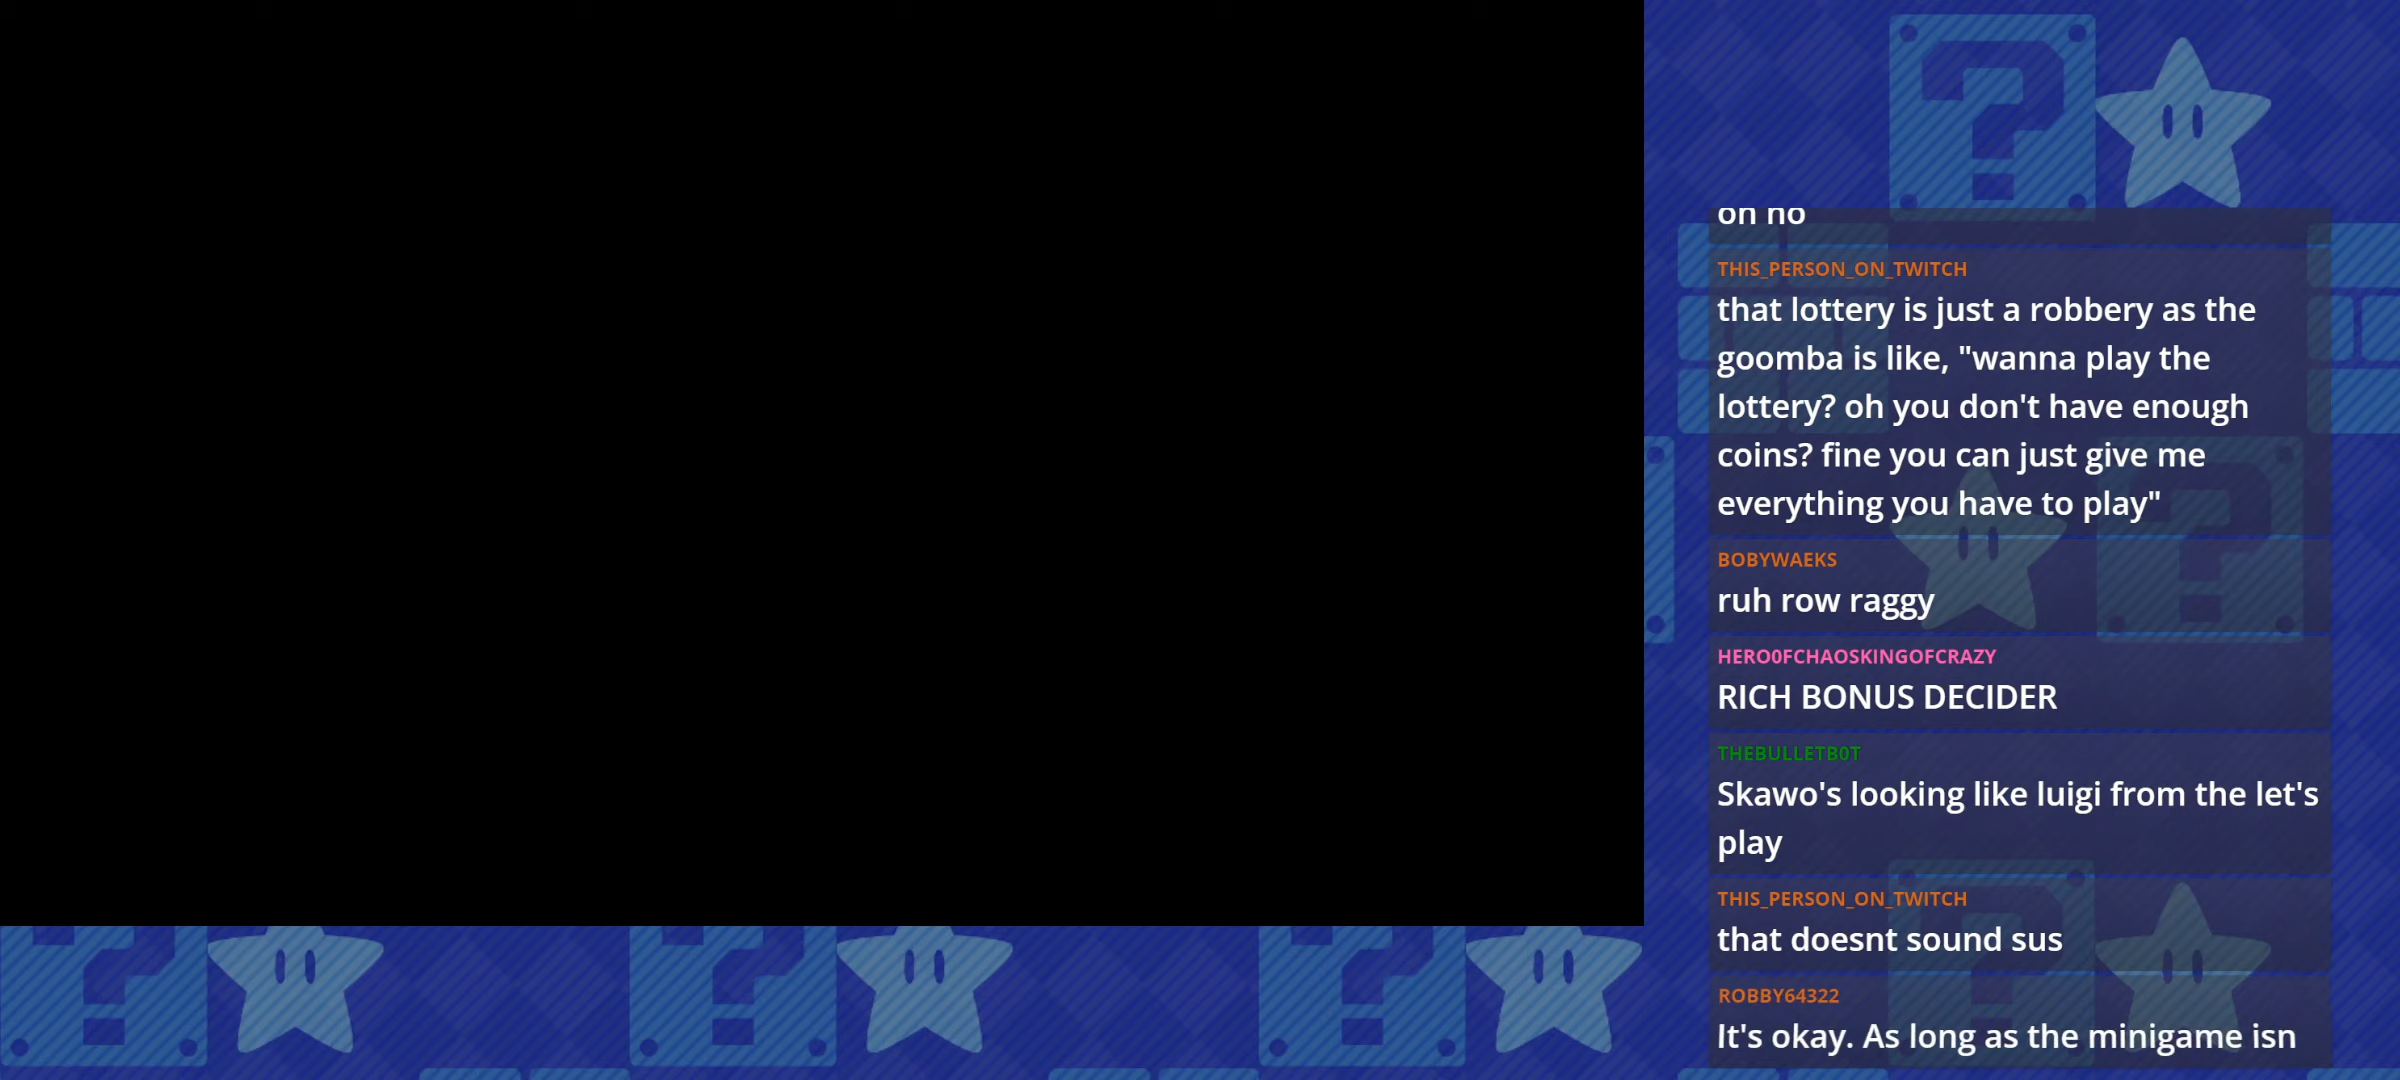 oh no
THIS_PERSON_ON_TWITCH
that lottery is just a robbery as the
goomba is like, "wanna play the
lottery? oh you don't have enough
coins? fine you can just give me
everything you have to play"
BOBYWAEKS
ruh row raggy
HERO0FCHAOSKINGOFCRAZY
RICH BONUS DECIDER
THEBULLETB0T
Skawo's looking like luigi from the let's
play
THIS_PERSON_ON_TWITCH
that doesnt sound sus
ROBBY64322
It's okay. As long as the minigame isn